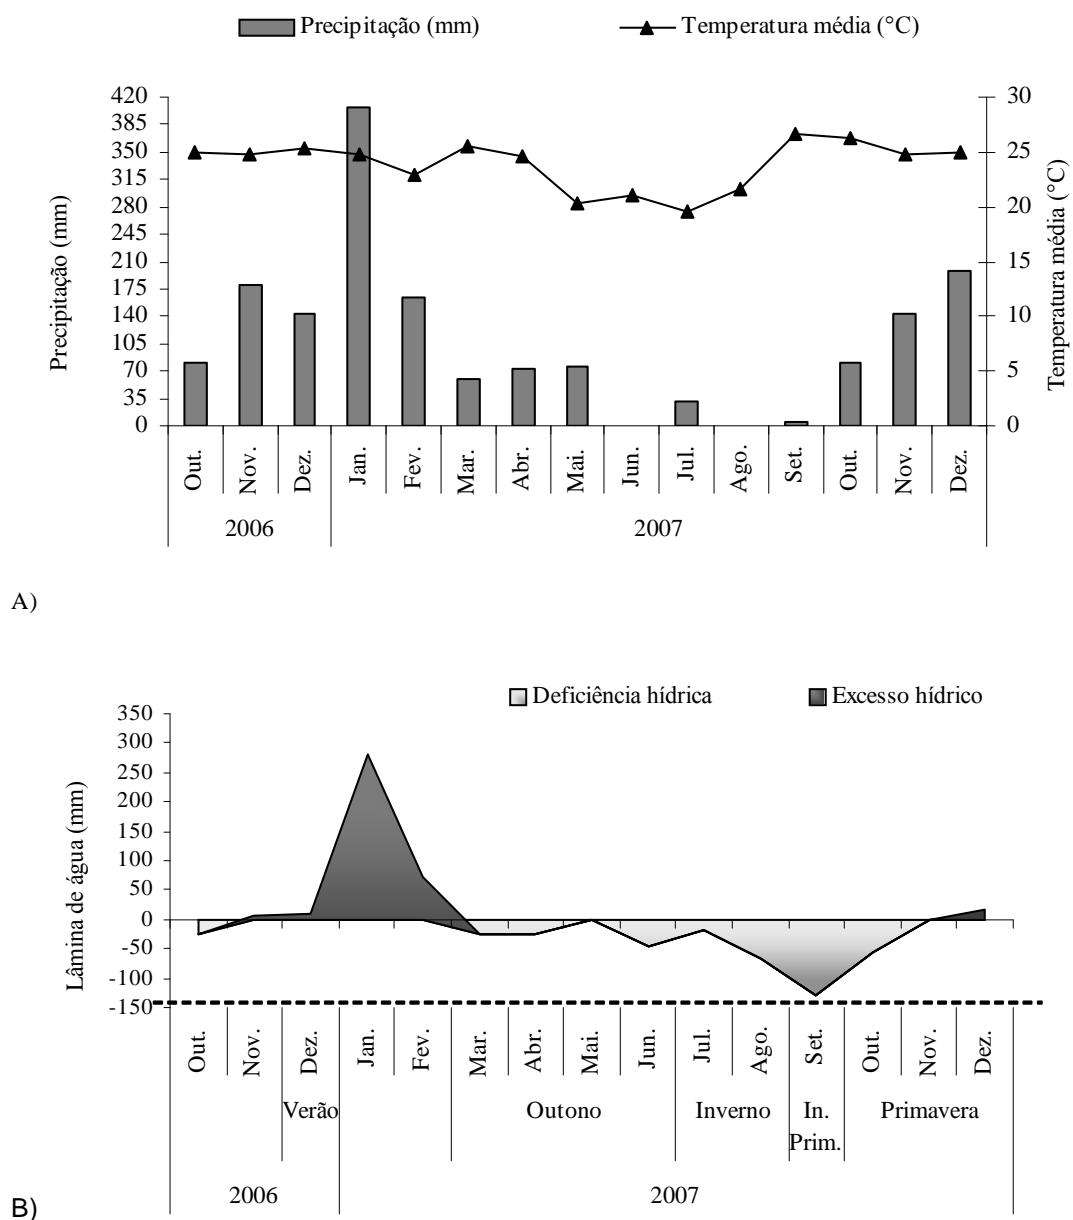 Precipitação (mm) Temperatura média (°C)
420 30
385
350 25
315
280 20
245
210 15
175
140 10
105
70 5
35
0 0
Precipitação (mm)
Temperatura média (°C)
Out. Nov. Dez. Jan. Fev. Mar. Abr. Mai. Jun. Jul. Ago. Set. Out. Nov. Dez.
2006 2007
A)
Deficiência hídrica Excesso hídrico
350
300
250
200
150
100
50
0
-50
-100
-150
Lâmina de água (mm)
Out. Nov. Dez. Jan. Fev. Mar. Abr. Mai. Jun. Jul. Ago. Set. Out. Nov. Dez.
Verão Outono Inverno In. Primavera
Prim.
2006 2007
B)